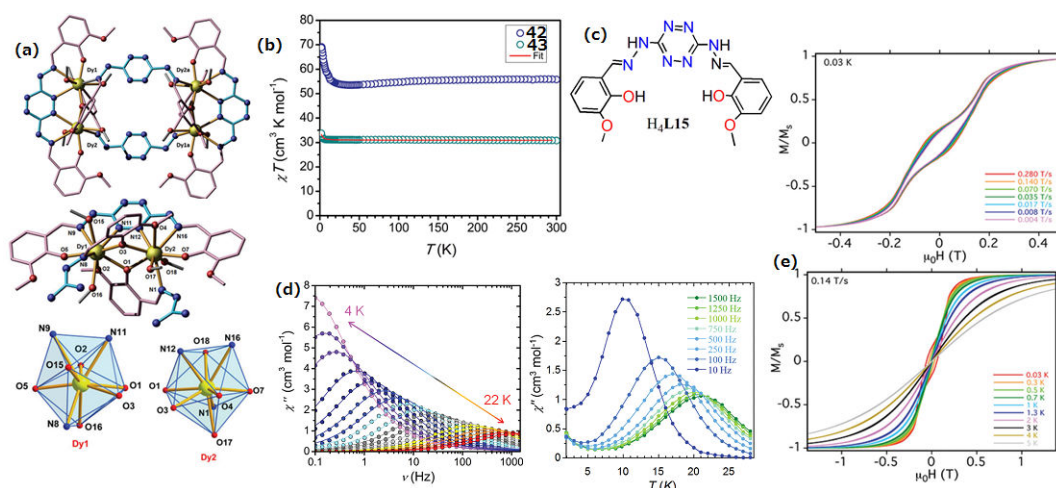 (a)
Dy1
Dy2a
Dy2
Dy1a
N9
O15
N11
O4
N16
N12
Dy1
Dy2
O5
O3
O7
N8
O2
O1
O17
O18
O16
N1
N9
N11
O2
O15
O5
O1
O3
N8
O16
Dy1
N12
O18
N16
O1
O7
O3
N1
O4
O17
Dy2
(b)
42
43
Fit
χT (cm³ K mol⁻¹)
80
70
60
50
40
30
20
10
0
0 50 100 150 200 250 300
T (K)
(c)
N=N
NH
HN
N=N
N
N
OH
HO
O
O
H₄L15
0.03 K
M/Mₛ
1
0.5
0
-0.5
-1
0.280 T/s
0.140 T/s
0.070 T/s
0.035 T/s
0.017 T/s
0.008 T/s
0.004 T/s
-0.4 -0.2 0 0.2 0.4
μ₀H (T)
(d)
χ'' (cm³ mol⁻¹)
8
7
6
5
4
3
2
1
0
4 K
22 K
0.1 1 10 100 1000
ν (Hz)
χ'' (cm³ mol⁻¹)
3
2.5
2
1.5
1
0.5
0
1500 Hz
1250 Hz
1000 Hz
750 Hz
500 Hz
250 Hz
100 Hz
10 Hz
5 10 15 20 25
T (K)
(e)
0.14 T/s
M/Mₛ
1
0.5
0
-0.5
-1
0.03 K
0.3 K
0.5 K
0.7 K
1 K
1.3 K
2 K
3 K
4 K
5 K
-1 -0.5 0 0.5 1
μ₀H (T)